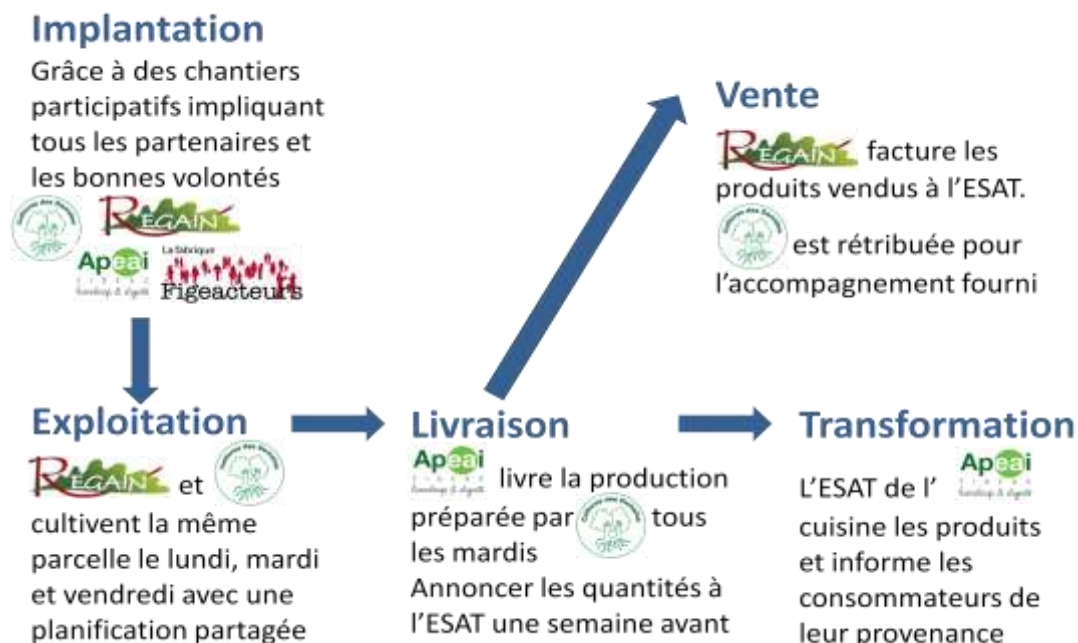 Implantation
Grâce à des chantiers
participatifs impliquant
tous les partenaires et
les bonnes volontés
REGAIN
Apeai
La fabrique
Figeacteurs
Vente
REGAIN facture les
produits vendus à l'ESAT.
est rétribuée pour
l'accompagnement fourni
Exploitation
REGAIN et
cultivent la même
parcelle le lundi, mardi
et vendredi avec une
planification partagée
Livraison
Apeai livre la production
préparée par tous
les mardis
Annoncer les quantités à
l'ESAT une semaine avant
Transformation
L'ESAT de l' Apeai
cuisine les produits
et informe les
consommateurs de
leur provenance